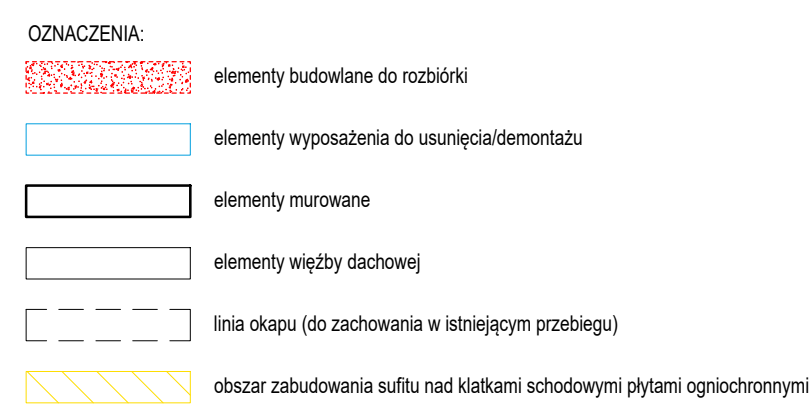 OZNACZENIA:
elementy budowlane do rozbiórki
elementy wyposażenia do usunięcia/demontażu
elementy murowane
elementy więźby dachowej
linia okapu (do zachowania w istniejącym przebiegu)
obszar zabudowania sufitu nad klatkami schodowymi płytami ogniochronnymi